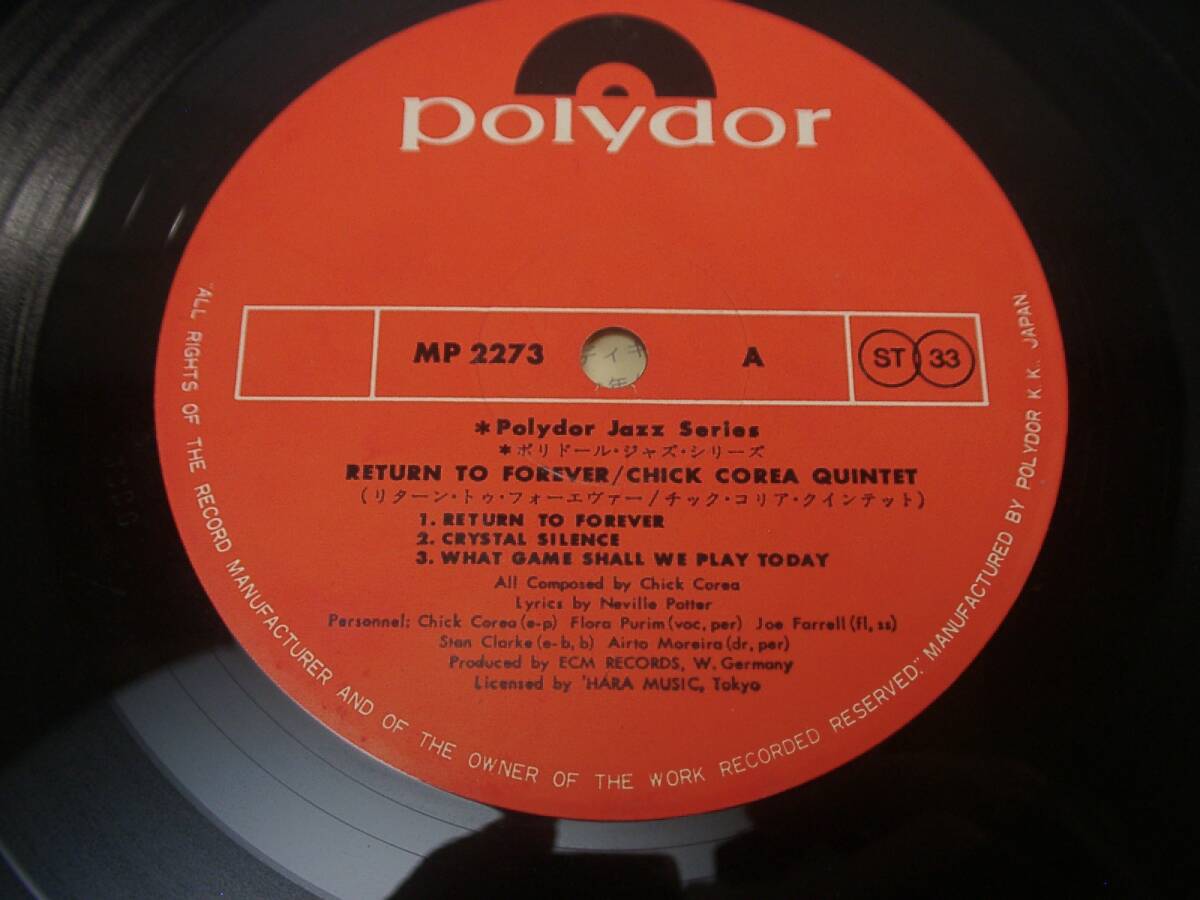 polydor
MP 2273 A ST 33
*Polydor Jazz Series
*ポリドール・ジャズ・シリーズ
RETURN TO FOREVER/CHICK COREA QUINTET
(リターン・トゥ・フォーエヴァー/チック・コリア・クインテット)
1. RETURN TO FOREVER
2. CRYSTAL SILENCE
3. WHAT GAME SHALL WE PLAY TODAY
All Composed by Chick Corea
Lyrics by Neville Potter
Personnel: Chick Corea (e-p) Flora Purim (voc, per) Joe Farrell (fl, ss)
Stan Clarke (e-b, b) Airto Moreira (dr, per)
Produced by ECM RECORDS, W. Germany
Licensed by 'HARA MUSIC, Tokyo
"ALL RIGHTS OF THE RECORD MANUFACTURER AND OF THE OWNER OF THE WORK RECORDED RESERVED." MANUFACTURED BY POLYDOR K.K., JAPAN